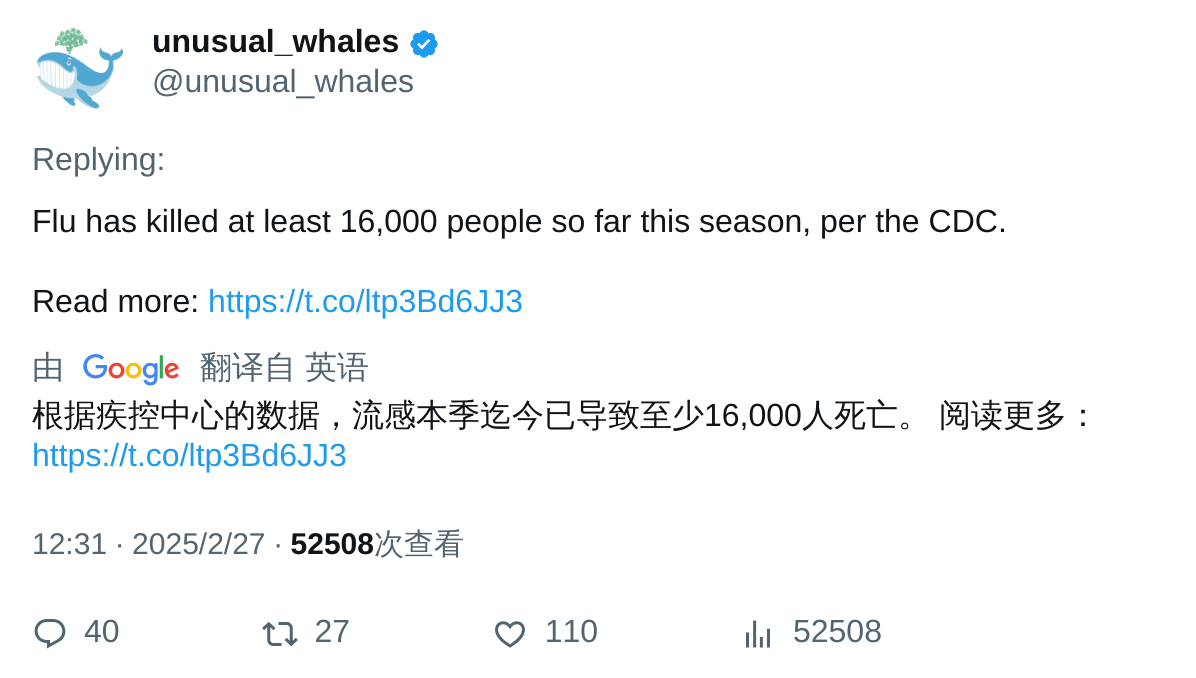 unusual_whales
@unusual_whales
Replying:
Flu has killed at least 16,000 people so far this season, per the CDC.
Read more: https://t.co/ltp3Bd6JJ3
由 Google 翻译自 英语
根据疾控中心的数据，流感本季迄今已导致至少16,000人死亡。 阅读更多：
https://t.co/ltp3Bd6JJ3
12:31 · 2025/2/27 · 52508次查看
40 27 110 52508